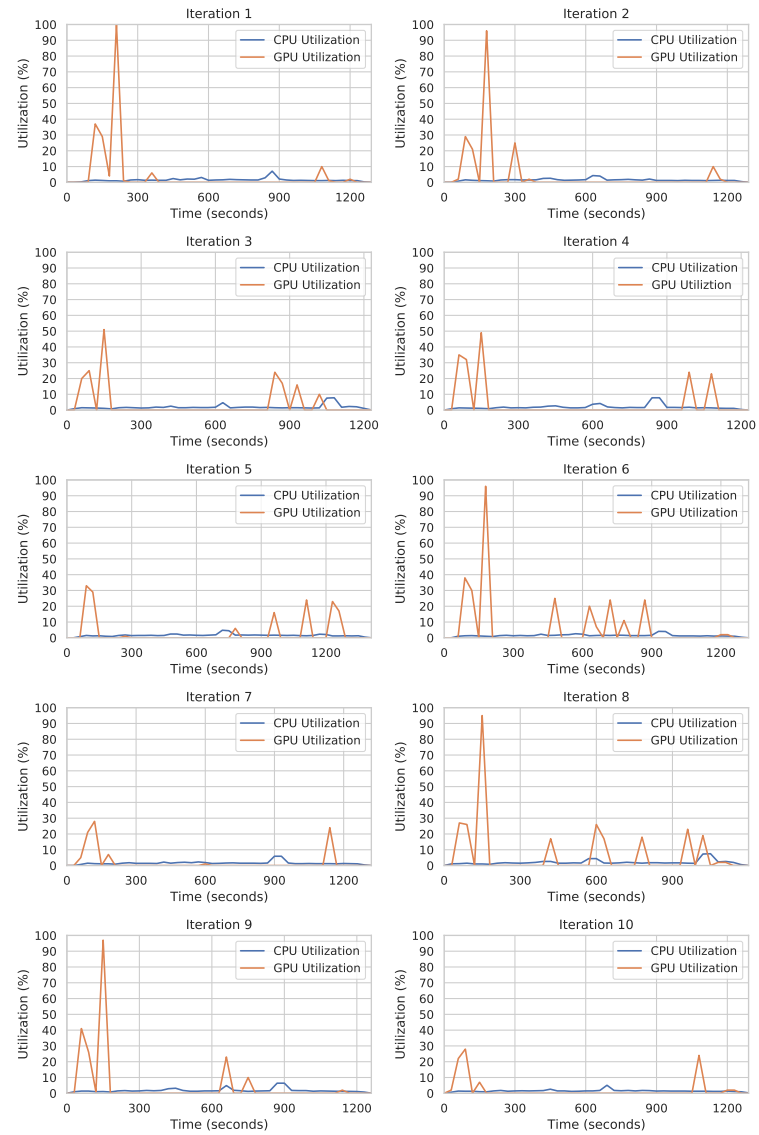 Iteration 1
Utilization (%)
100
90
80
70
60
50
40
30
20
10
0
CPU Utilization
GPU Utilization
0 300 600 900 1200
Time (seconds)
Iteration 2
Utilization (%)
100
90
80
70
60
50
40
30
20
10
0
CPU Utilization
GPU Utilization
0 300 600 900 1200
Time (seconds)
Iteration 3
Utilization (%)
100
90
80
70
60
50
40
30
20
10
0
CPU Utilization
GPU Utilization
0 300 600 900 1200
Time (seconds)
Iteration 4
Utilization (%)
100
90
80
70
60
50
40
30
20
10
0
CPU Utilization
GPU Utiliztion
0 300 600 900 1200
Time (seconds)
Iteration 5
Utilization (%)
100
90
80
70
60
50
40
30
20
10
0
CPU Utilization
GPU Utilization
0 300 600 900 1200
Time (seconds)
Iteration 6
Utilization (%)
100
90
80
70
60
50
40
30
20
10
0
CPU Utilization
GPU Utilization
0 300 600 900 1200
Time (seconds)
Iteration 7
Utilization (%)
100
90
80
70
60
50
40
30
20
10
0
CPU Utilization
GPU Utilization
0 300 600 900 1200
Time (seconds)
Iteration 8
Utilization (%)
100
90
80
70
60
50
40
30
20
10
0
CPU Utilization
GPU Utilization
0 300 600 900
Time (seconds)
Iteration 9
Utilization (%)
100
90
80
70
60
50
40
30
20
10
0
CPU Utilization
GPU Utilization
0 300 600 900 1200
Time (seconds)
Iteration 10
Utilization (%)
100
90
80
70
60
50
40
30
20
10
0
CPU Utilization
GPU Utilization
0 300 600 900 1200
Time (seconds)